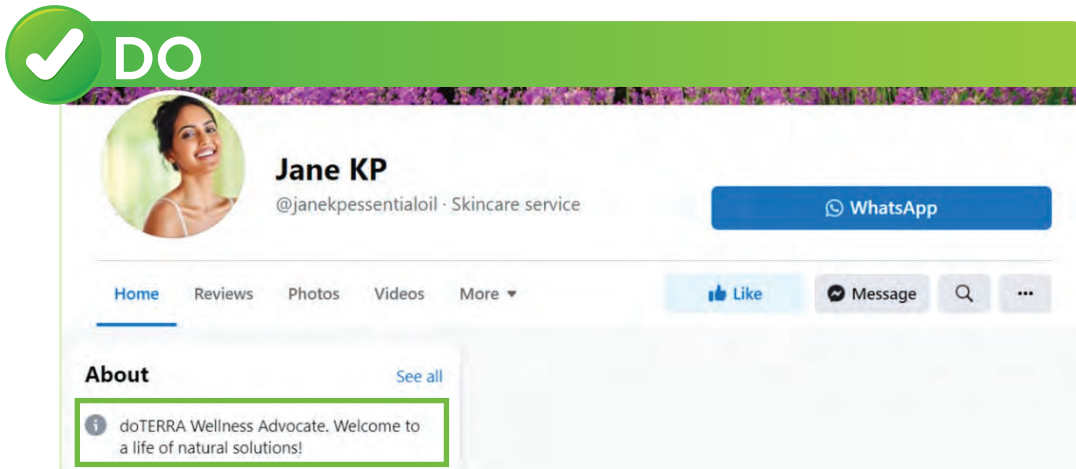 DO
Jane KP
@janekpessentialoil · Skincare service
WhatsApp
Home Reviews Photos Videos More
Like Message
About See all
doTERRA Wellness Advocate. Welcome to
a life of natural solutions!